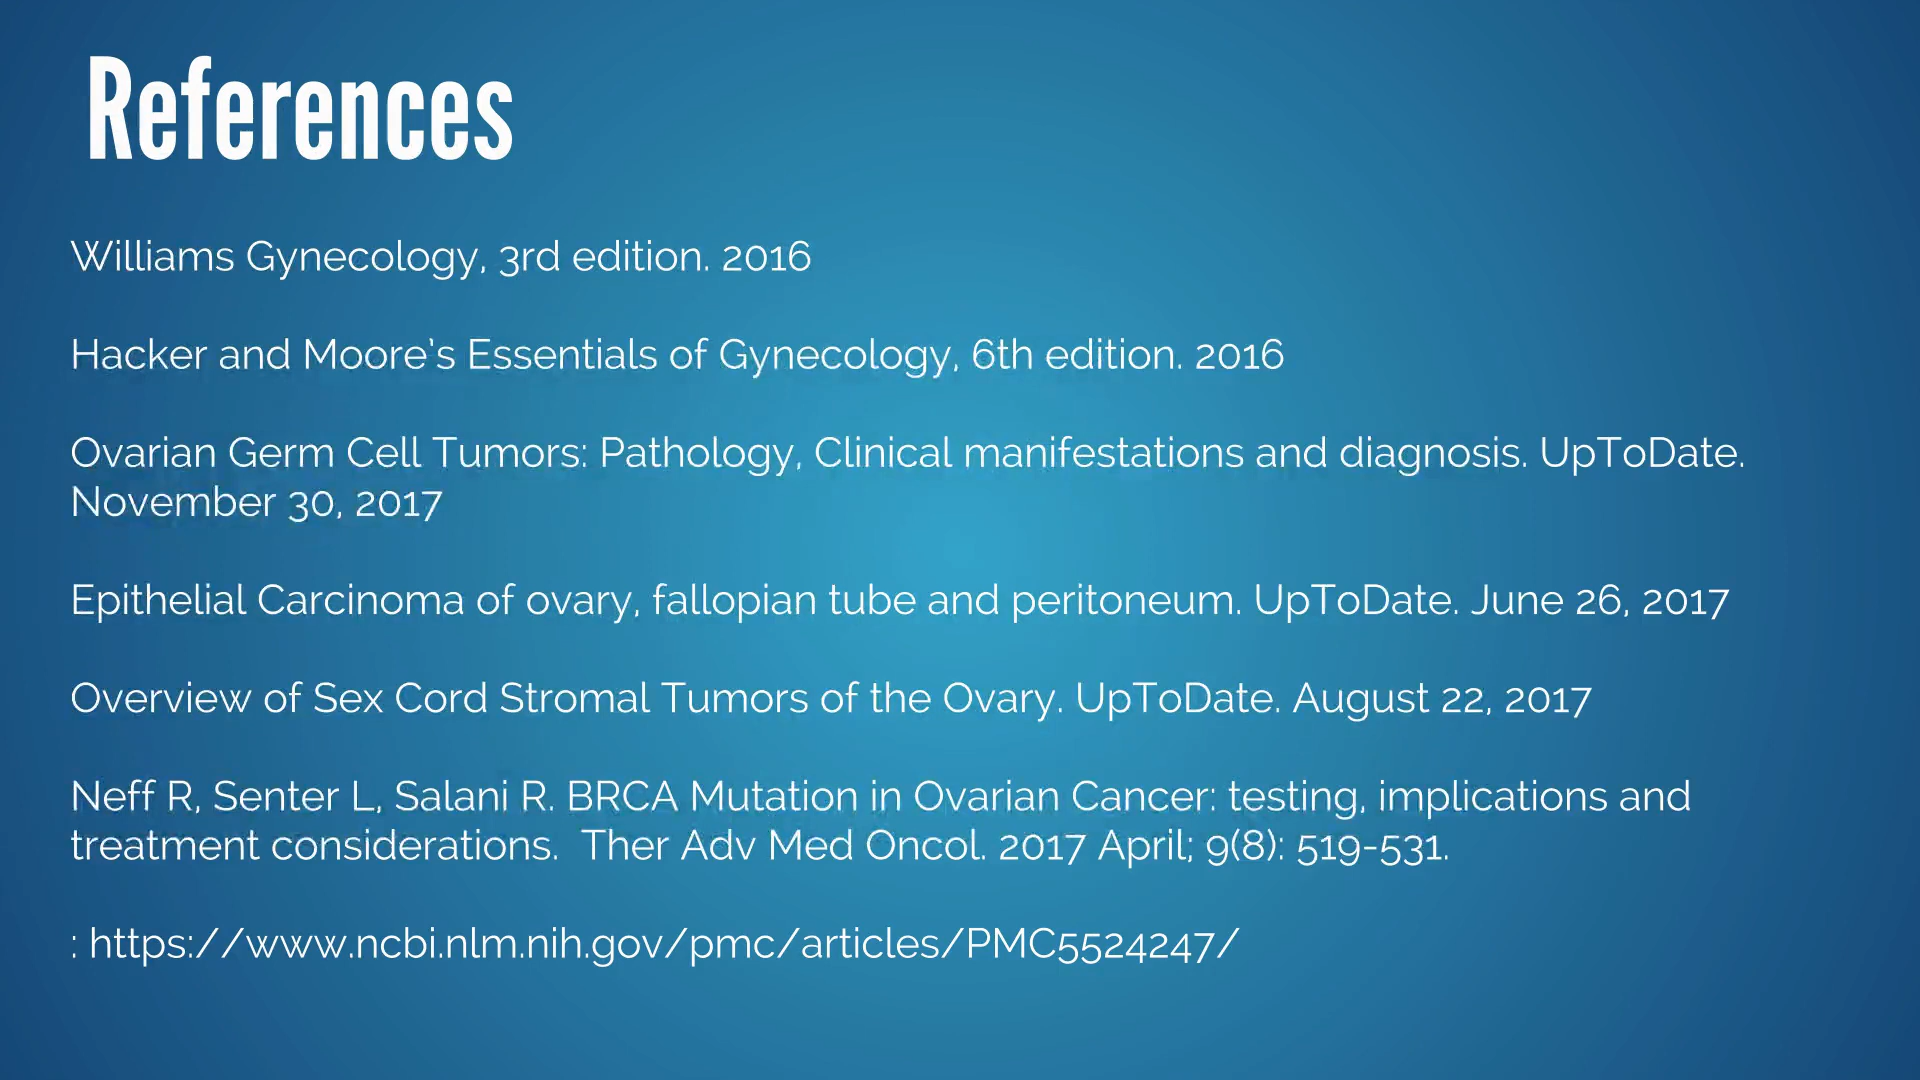 References
Williams Gynecology, 3rd edition. 2016
Hacker and Moore's Essentials of Gynecology, 6th edition. 2016
Ovarian Germ Cell Tumors: Pathology, Clinical manifestations and diagnosis. UpToDate.
November 30, 2017
Epithelial Carcinoma of ovary, fallopian tube and peritoneum. UpToDate. June 26, 2017
Overview of Sex Cord Stromal Tumors of the Ovary. UpToDate. August 22, 2017
Neff R, Senter L, Salani R. BRCA Mutation in Ovarian Cancer: testing, implications and
treatment considerations.  Ther Adv Med Oncol. 2017 April; 9(8): 519-531.
: https://www.ncbi.nlm.nih.gov/pmc/articles/PMC5524247/